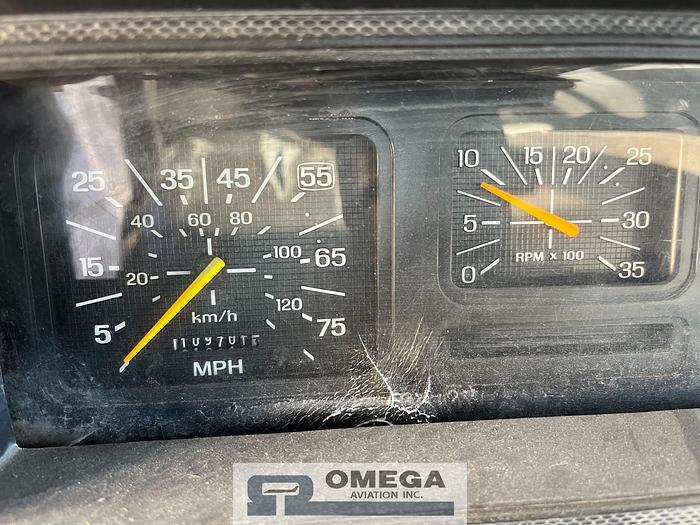 25 35 45 55
40 60 80
15 20 100 65
120
5 km/h 75
MPH
10 15 20 25
5 30
RPM x 100
0 35
OMEGA
AVIATION INC.